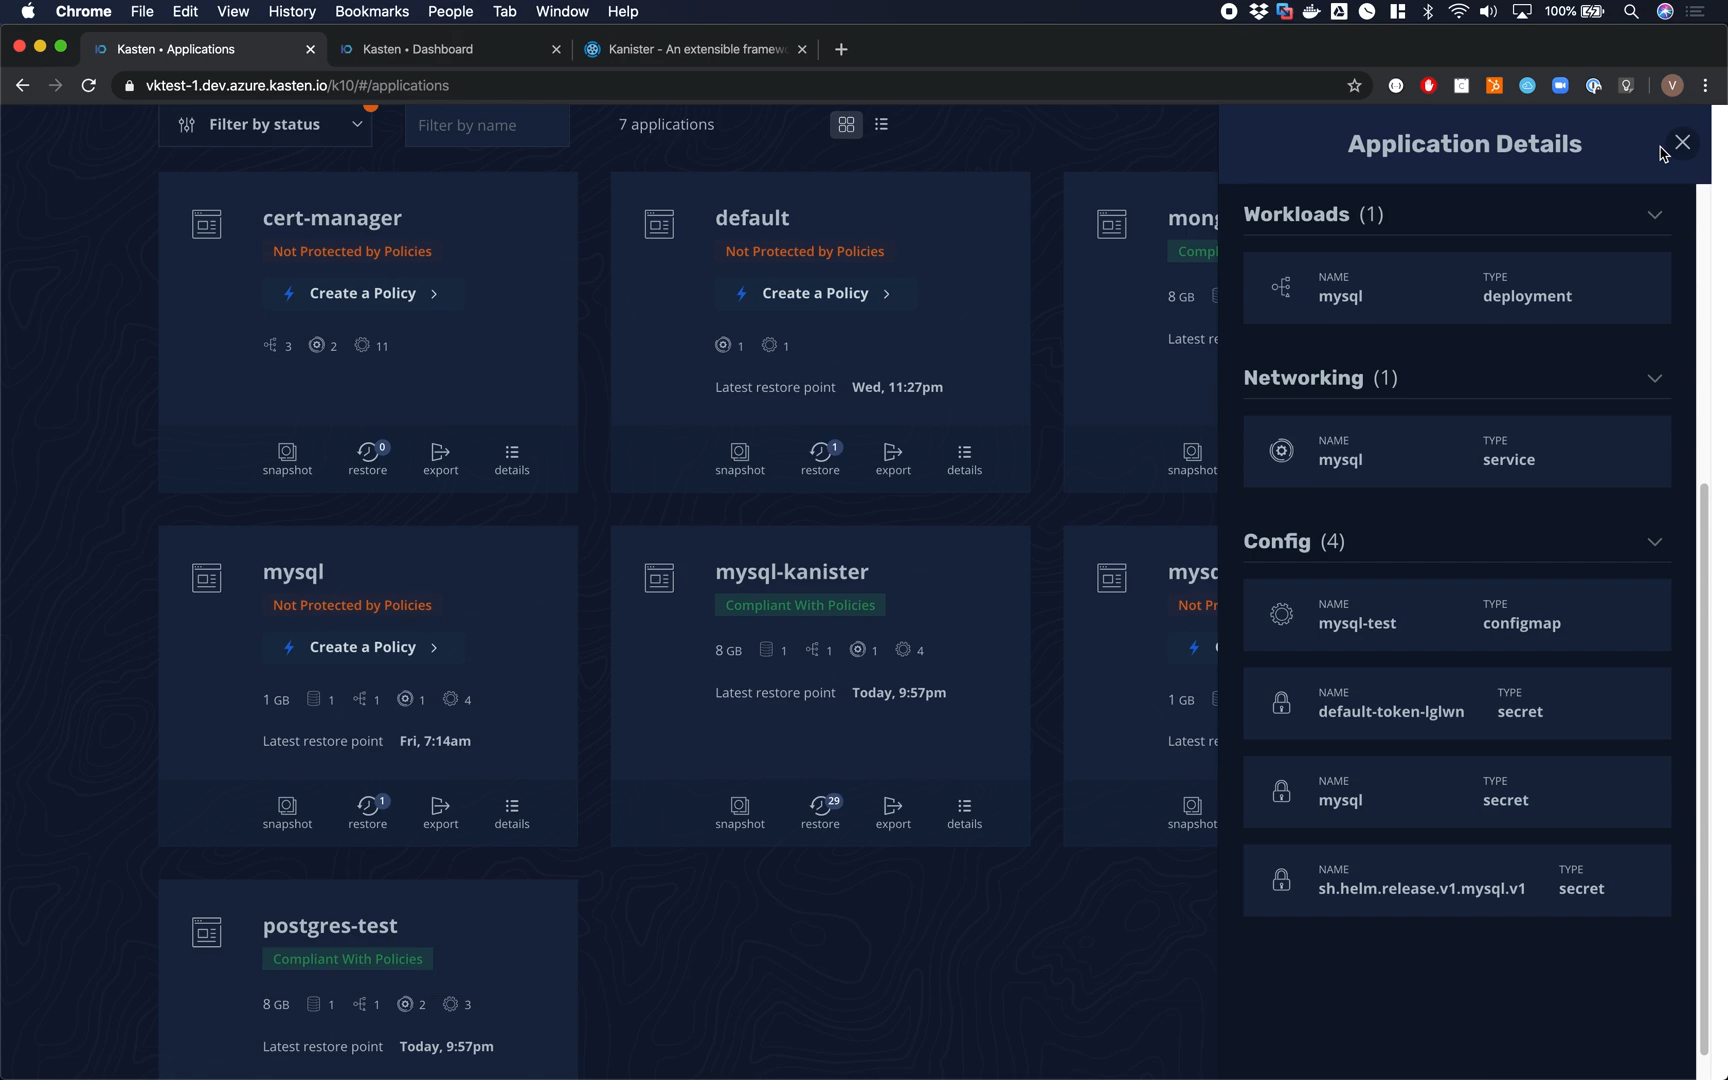 Chrome File Edit View History Bookmarks People Tab Window Help 100%
Kasten • Applications Kasten • Dashboard Kanister - An extensible framew
vktest-1.dev.azure.kasten.io/k10/#/applications V
Filter by status Filter by name 7 applications
Application Details
cert-manager
Not Protected by Policies
Create a Policy
3 2 11
snapshot 0 restore export details
default
Not Protected by Policies
Create a Policy
1 1
Latest restore point Wed, 11:27pm
snapshot 1 restore export details
mong
Compl
8 GB
Latest re
snapshot
mysql
Not Protected by Policies
Create a Policy
1 GB 1 1 1 4
Latest restore point Fri, 7:14am
snapshot 1 restore export details
mysql-kanister
Compliant With Policies
8 GB 1 1 1 4
Latest restore point Today, 9:57pm
snapshot 29 restore export details
mysq
Not Pr
1 GB
Latest re
snapshot
postgres-test
Compliant With Policies
8 GB 1 1 2 3
Latest restore point Today, 9:57pm
Workloads (1)
NAME TYPE
mysql deployment
Networking (1)
NAME TYPE
mysql service
Config (4)
NAME TYPE
mysql-test configmap
NAME TYPE
default-token-lglwn secret
NAME TYPE
mysql secret
NAME TYPE
sh.helm.release.v1.mysql.v1 secret